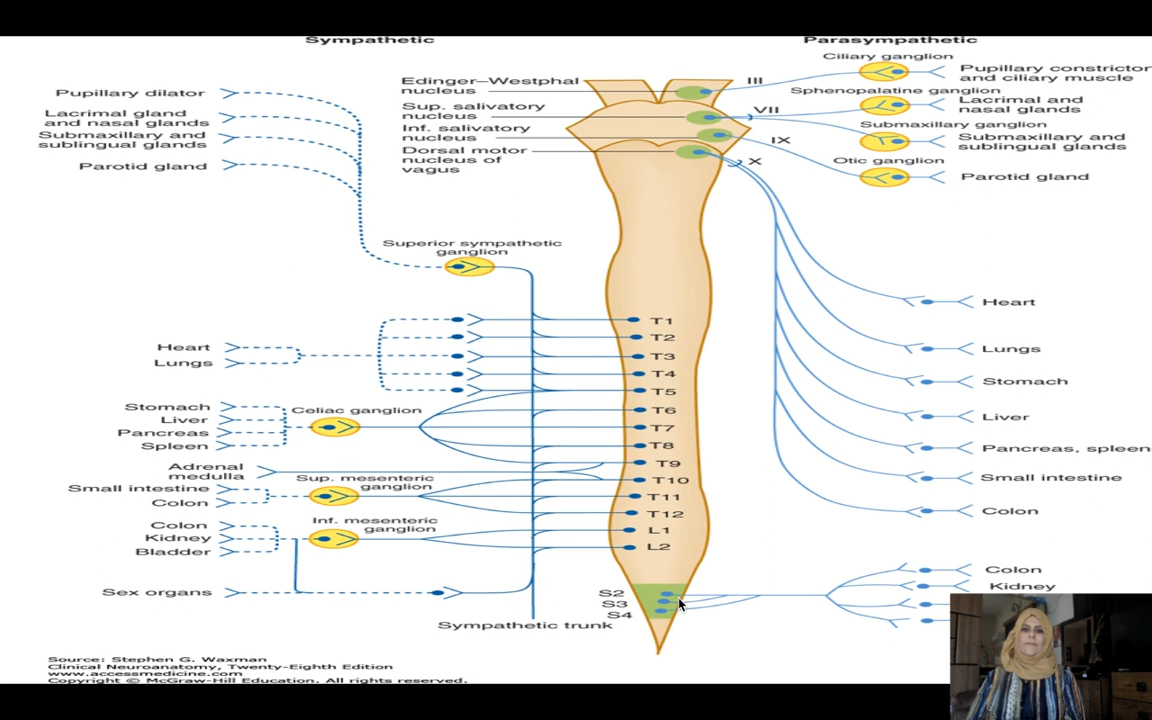 Sympathetic
Parasympathetic
Pupillary dilator
Lacrimal gland
and nasal glands
Submaxillary and
sublingual glands
Parotid gland
Edinger–Westphal
nucleus
Sup. salivatory
nucleus
Inf. salivatory
nucleus
Dorsal motor
nucleus of
vagus
III
VII
IX
X
Ciliary ganglion
Pupillary constrictor
and ciliary muscle
Sphenopalatine ganglion
Lacrimal and
nasal glands
Submaxillary ganglion
Submaxillary and
sublingual glands
Otic ganglion
Parotid gland
Superior sympathetic
ganglion
Heart
Lungs
Stomach
Liver
Pancreas
Spleen
Celiac ganglion
Adrenal
medulla
Sup. mesenteric
ganglion
Small intestine
Colon
Inf. mesenteric
ganglion
Colon
Kidney
Bladder
Sex organs
Sympathetic trunk
T1
T2
T3
T4
T5
T6
T7
T8
T9
T10
T11
T12
L1
L2
S2
S3
S4
Heart
Lungs
Stomach
Liver
Pancreas, spleen
Small intestine
Colon
Colon
Kidney
Source: Stephen G. Waxman
Clinical Neuroanatomy, Twenty-Eighth Edition
www.accessmedicine.com
Copyright © McGraw-Hill Education. All rights reserved.